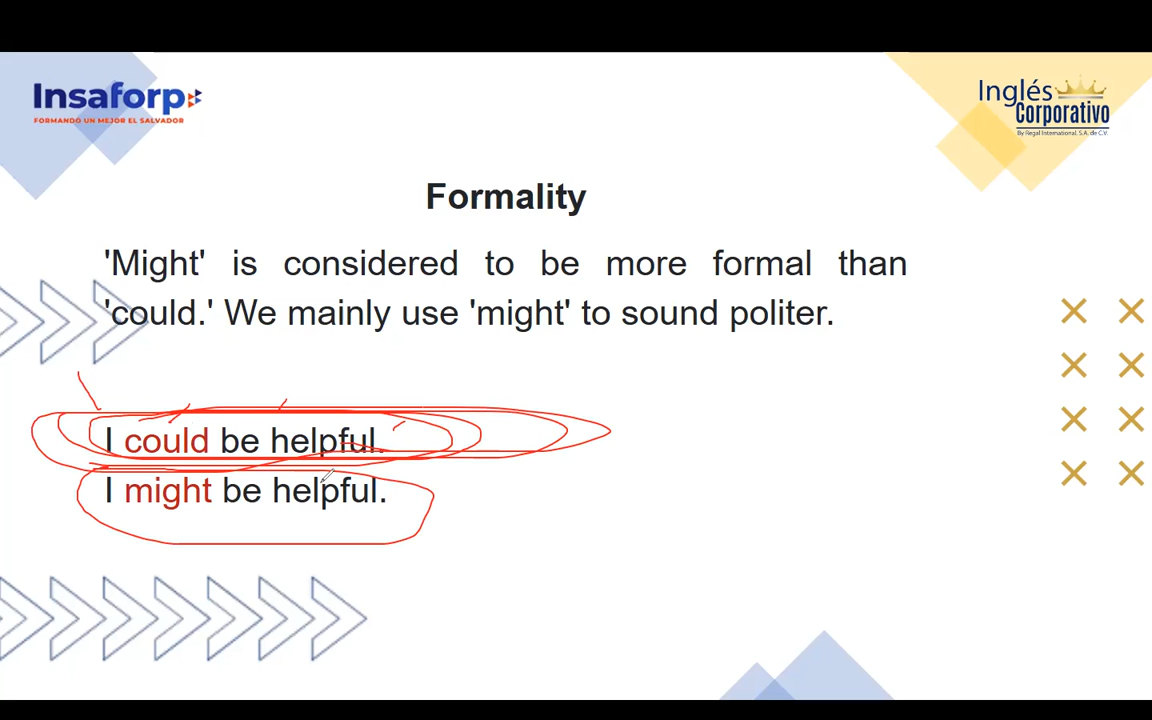 Insaforp
FORMANDO UN MEJOR EL SALVADOR
Inglés
Corporativo
By Regal International, S.A. de C.V.
Formality
'Might' is considered to be more formal than
'could.' We mainly use 'might' to sound politer.
I could be helpful.
I might be helpful.